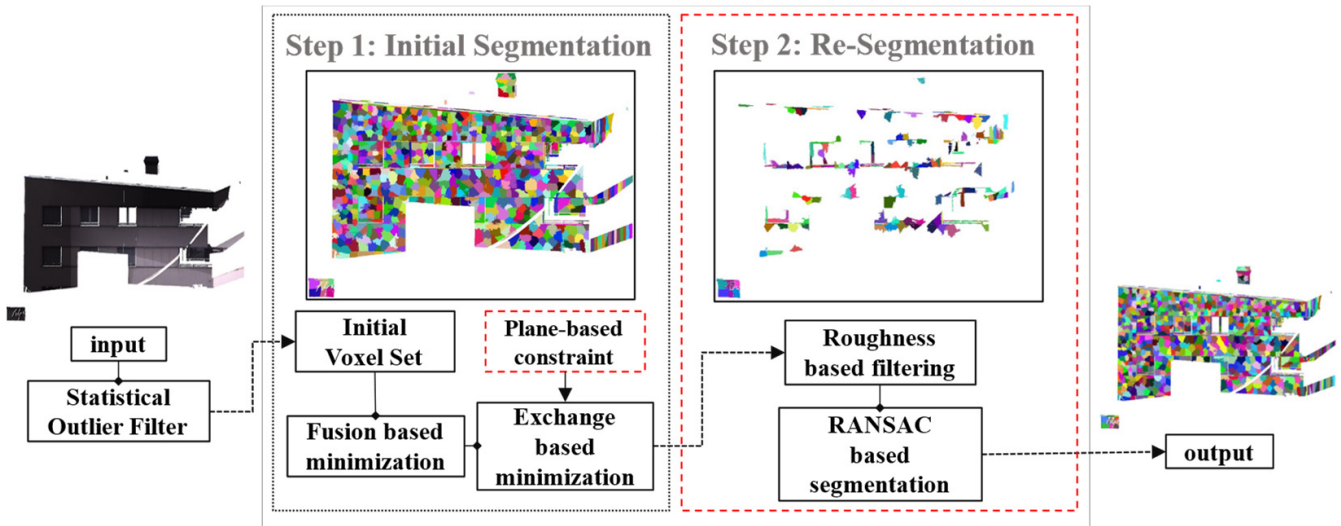 Step 1: Initial Segmentation
Step 2: Re-Segmentation
input
Statistical
Outlier Filter
Initial
Voxel Set
Plane-based
constraint
Fusion based
minimization
Exchange
based
minimization
Roughness
based filtering
RANSAC
based
segmentation
output